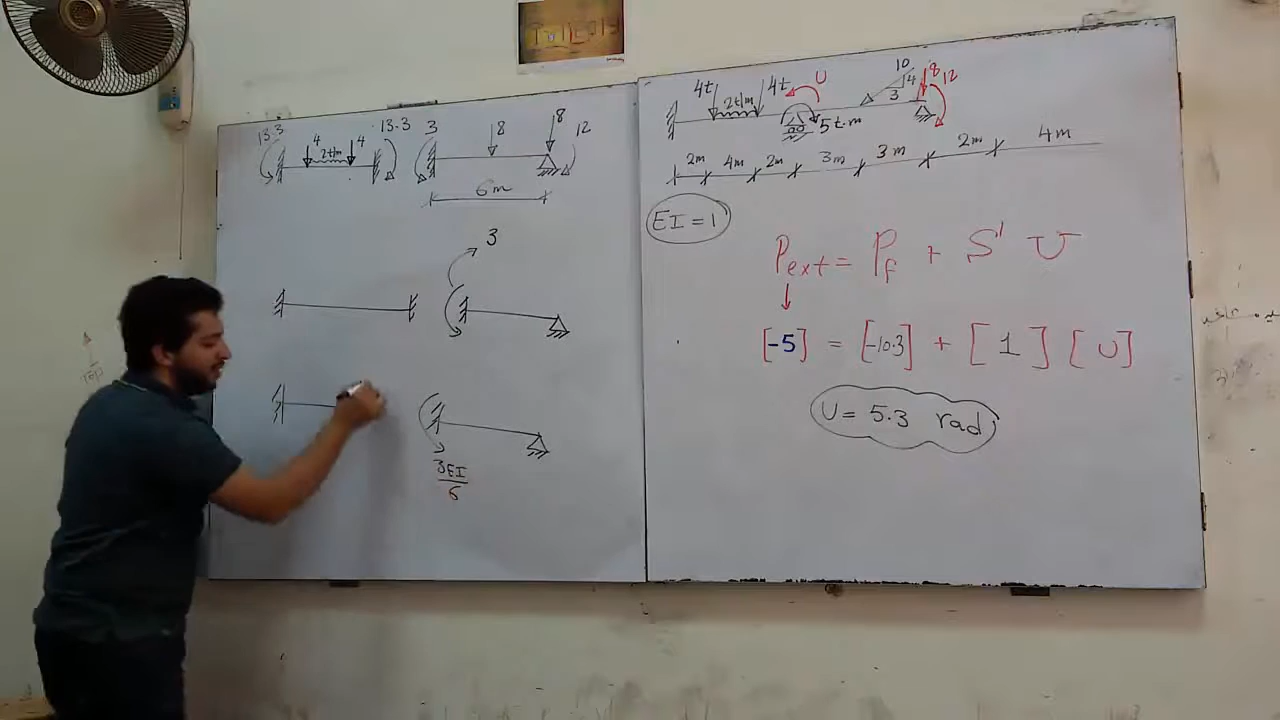 13.3 4 2t/m 4 13.3
3 8 8 12
6m
3
3EI
6
4t 4t U 10 8 12
2t/m 4
3
5t.m
2m 4m 2m 3m 3m 2m 4m
EI=1
Pext = Pf + S' U
[-5] = [-10.3] + [1] [U]
U= 5.3 rad